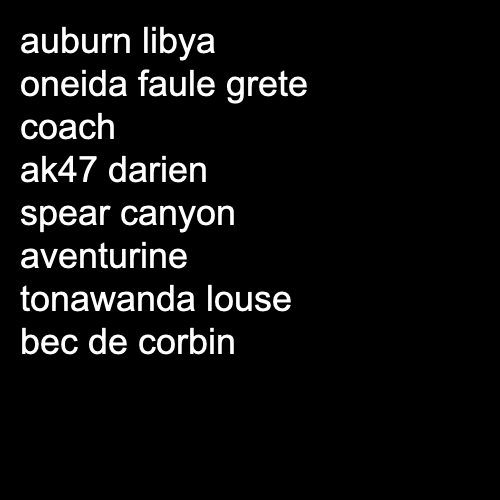 auburn libya
oneida faule grete
coach
ak47 darien
spear canyon
aventurine
tonawanda louse
bec de corbin